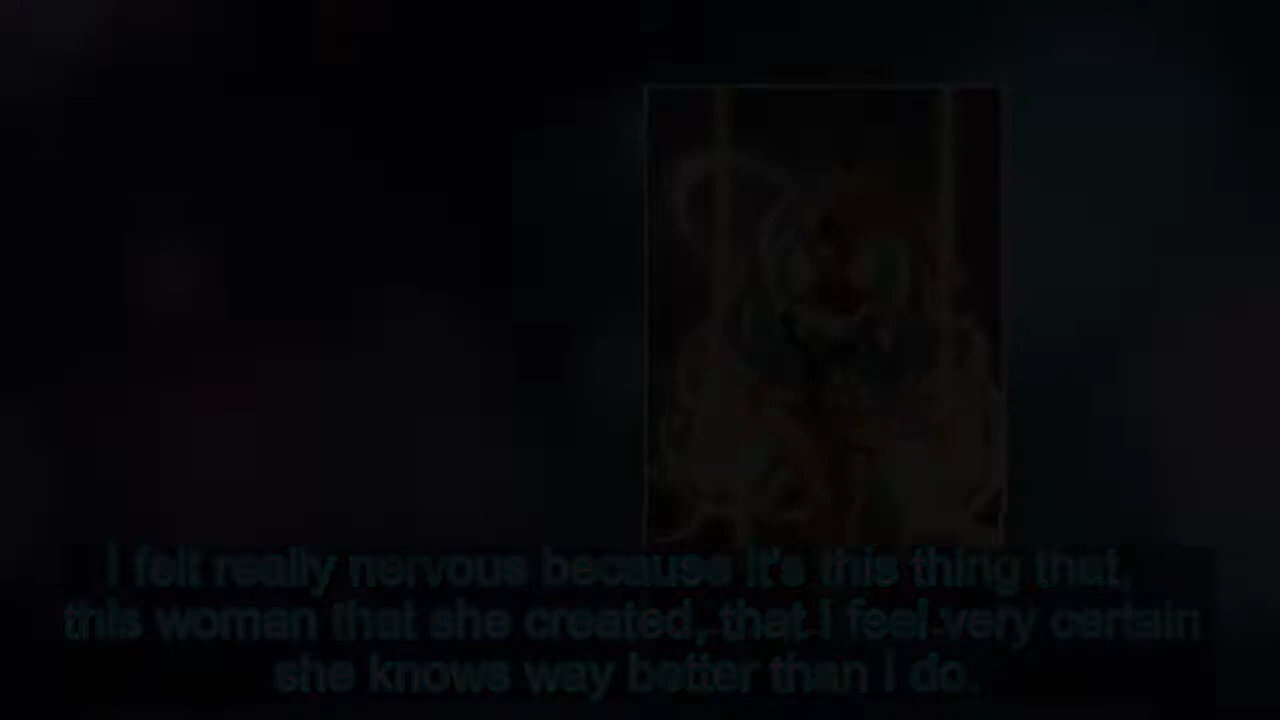 I felt really nervous because it's this thing that,
this woman that she created, that I feel very certain
she knows way better than I do.